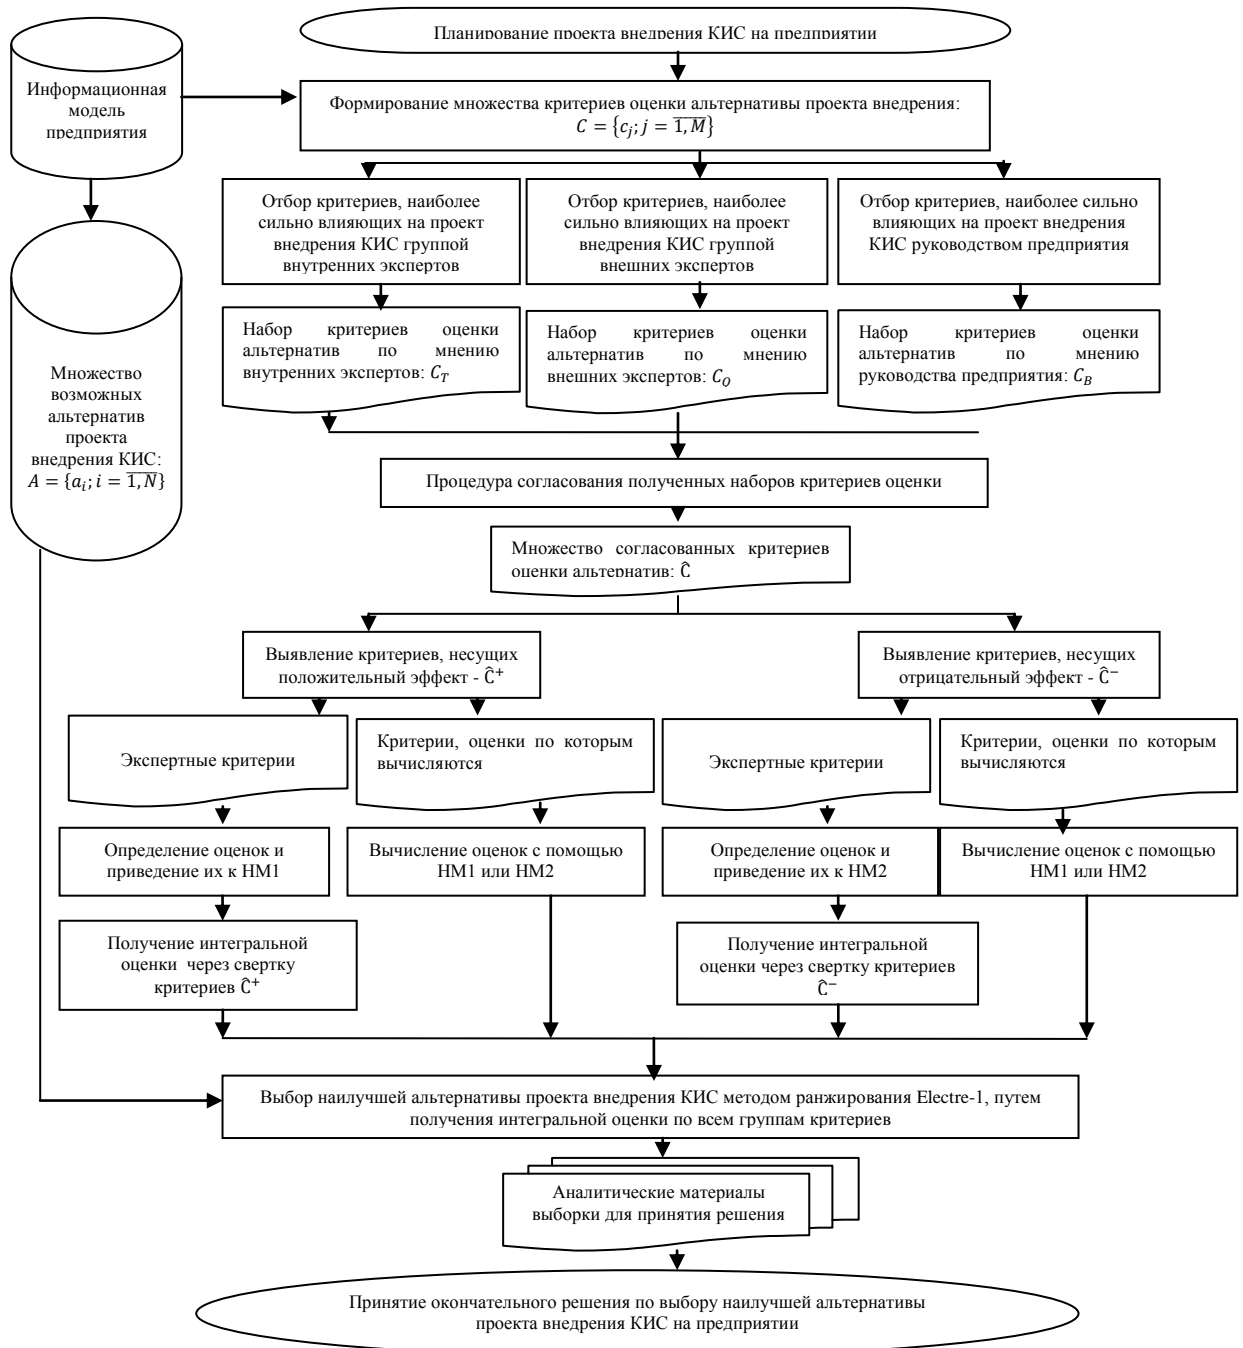 Планирование проекта внедрения КИС на предприятии
Информационная
модель
предприятия
Формирование множества критериев оценки альтернативы проекта внедрения:
C = {c_j; j = \overline{1, M}}
Отбор критериев, наиболее
сильно влияющих на проект
внедрения КИС группой
внутренних экспертов
Отбор критериев, наиболее
сильно влияющих на проект
внедрения КИС группой
внешних экспертов
Отбор критериев, наиболее сильно
влияющих на проект внедрения
КИС руководством предприятия
Набор критериев оценки
альтернатив по мнению
внутренних экспертов: C_T
Набор критериев оценки
альтернатив по мнению
внешних экспертов: C_O
Набор критериев оценки
альтернатив по мнению
руководства предприятия: C_B
Множество
возможных
альтернатив
проекта
внедрения КИС:
A = {a_i; i = \overline{1, N}}
Процедура согласования полученных наборов критериев оценки
Множество согласованных критериев
оценки альтернатив: Ĉ
Выявление критериев, несущих
положительный эффект - Ĉ⁺
Выявление критериев, несущих
отрицательный эффект - Ĉ⁻
Экспертные критерии
Критерии, оценки по которым
вычисляются
Экспертные критерии
Критерии, оценки по которым
вычисляются
Определение оценок и
приведение их к НМ1
Вычисление оценок с помощью
НМ1 или НМ2
Определение оценок и
приведение их к НМ2
Вычисление оценок с помощью
НМ1 или НМ2
Получение интегральной
оценки через свертку
критериев Ĉ⁺
Получение интегральной
оценки через свертку критериев
Ĉ⁻
Выбор наилучшей альтернативы проекта внедрения КИС методом ранжирования Electre-1, путем
получения интегральной оценки по всем группам критериев
Аналитические материалы
выборки для принятия решения
Принятие окончательного решения по выбору наилучшей альтернативы
проекта внедрения КИС на предприятии